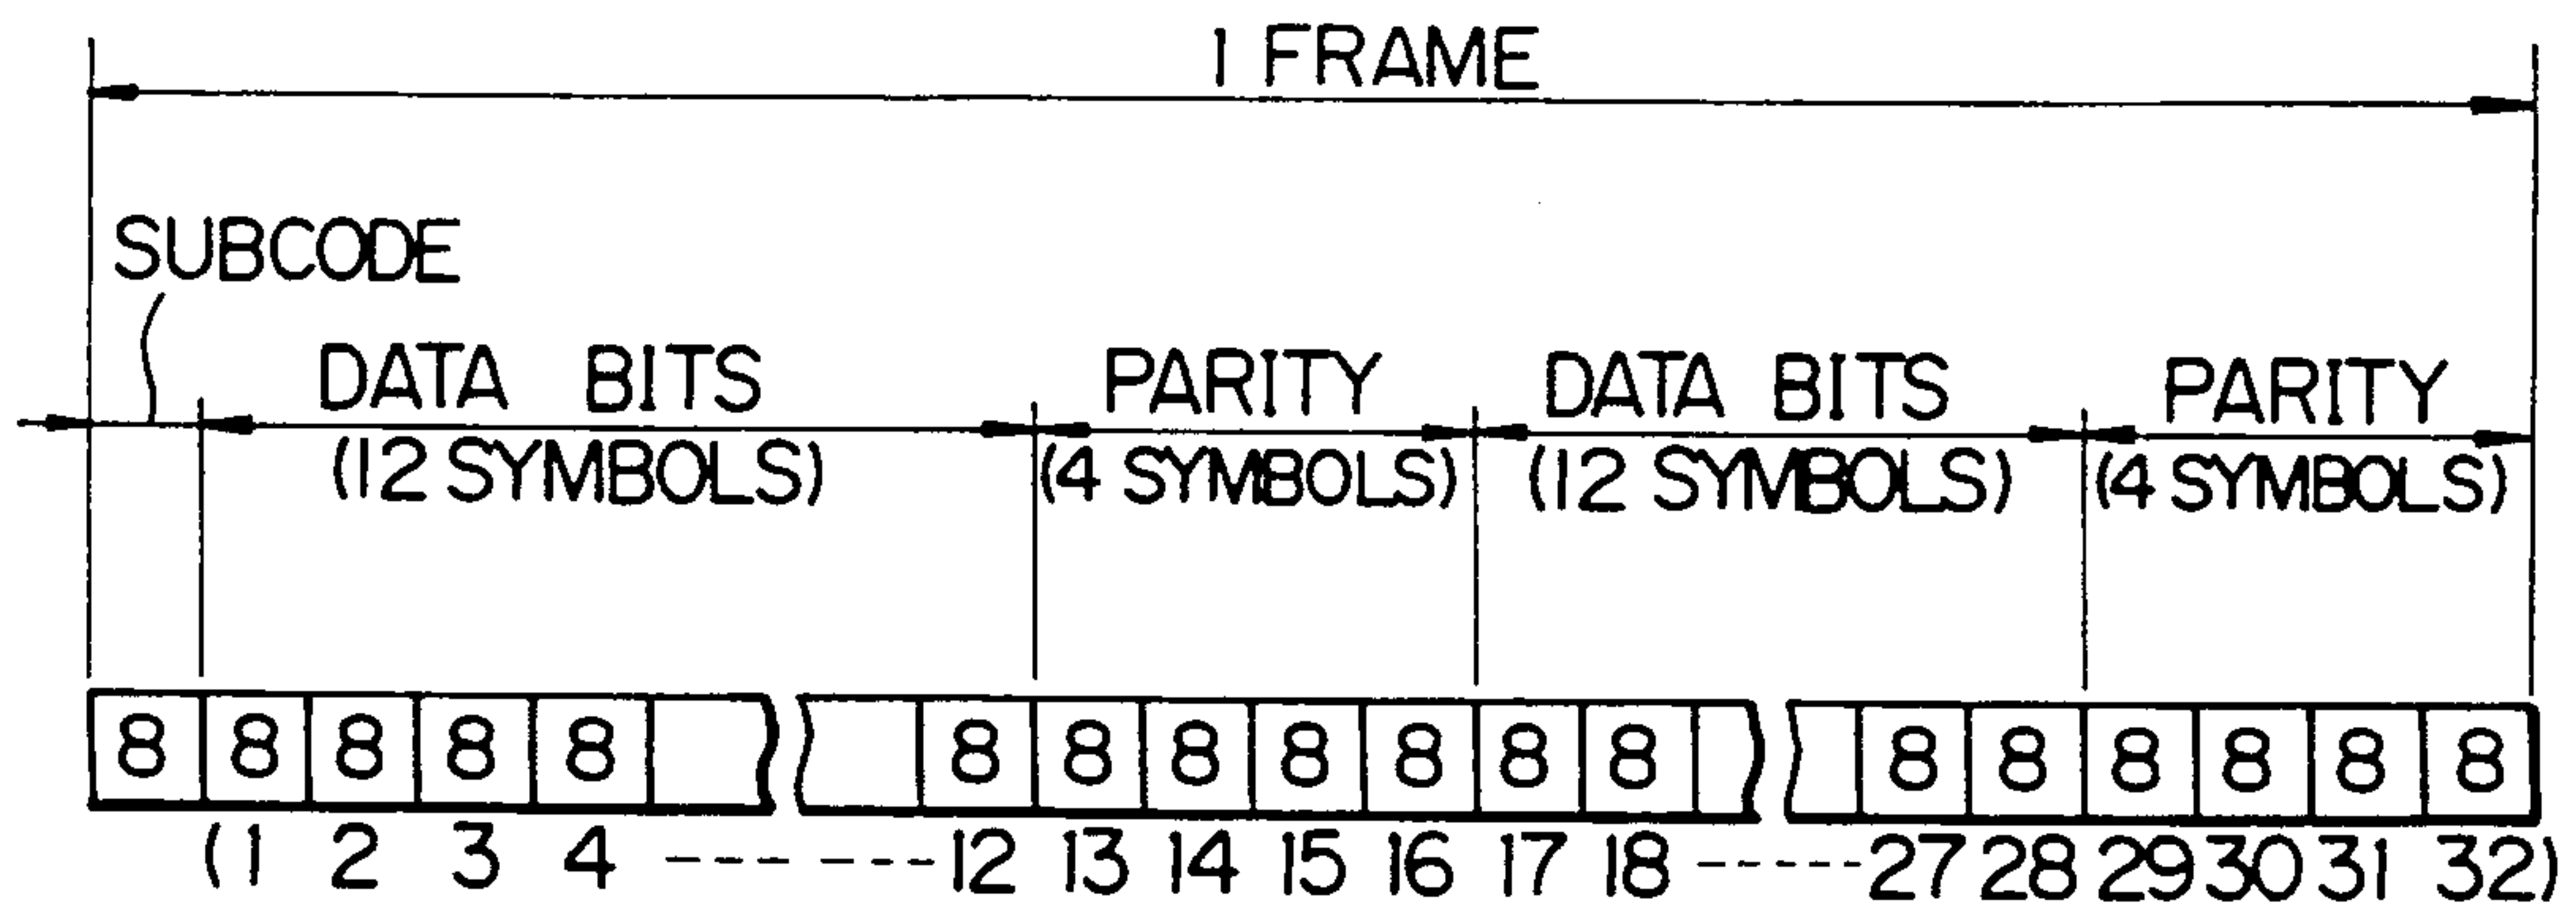 1 FRAME
SUBCODE
DATA BITS PARITY DATA BITS PARITY
(12 SYMBOLS) (4 SYMBOLS) (12 SYMBOLS) (4 SYMBOLS)
8 8 8 8 8 8 8 8 8 8 8 8 8 8 8 8 8 8
(1 2 3 4 ---- ---- 12 13 14 15 16 17 18 ----- 27 28 29 30 31 32)